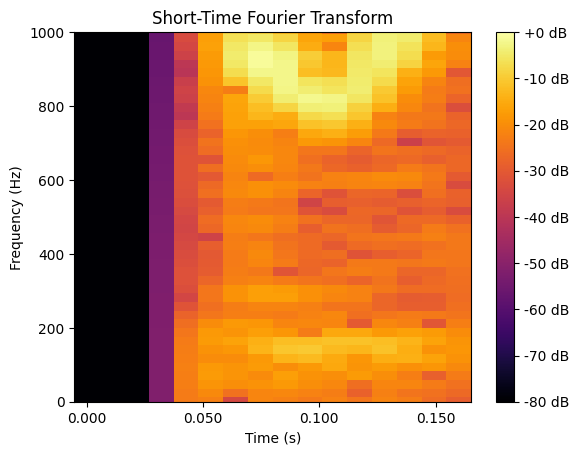 Short-Time Fourier Transform
Frequency (Hz)
1000
800
600
400
200
0
0.000
0.050
0.100
0.150
Time (s)
+0 dB
-10 dB
-20 dB
-30 dB
-40 dB
-50 dB
-60 dB
-70 dB
-80 dB